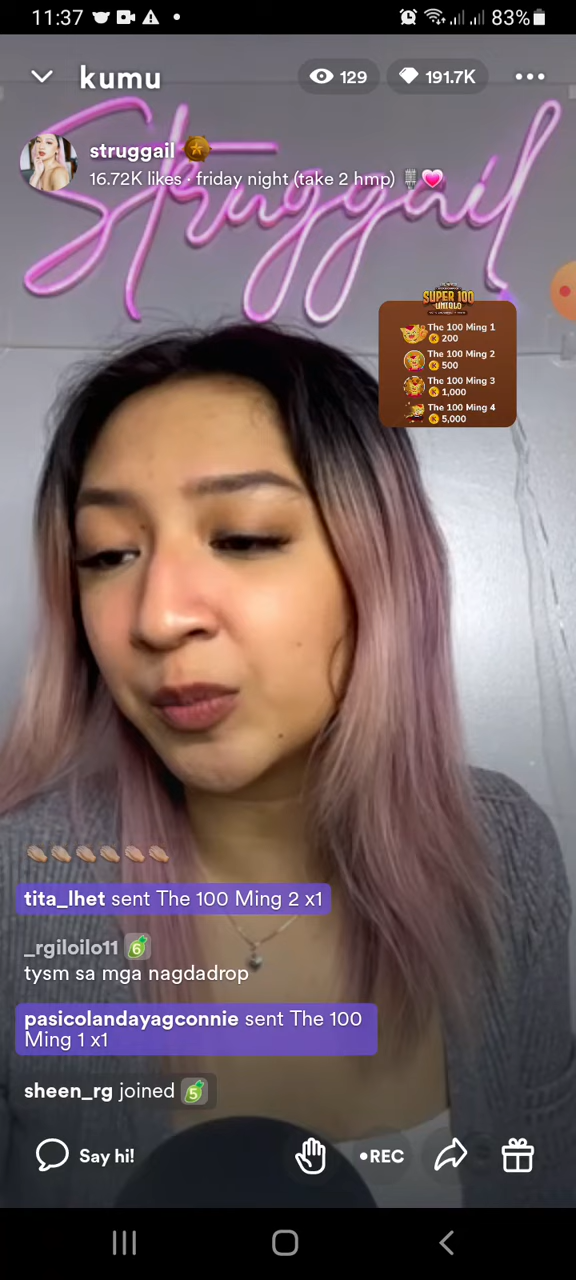 11:37
83%
kumu
129
191.7K
Struggail
struggail
16.72K likes · friday night (take 2 hmp)
SUPER 100
UNTOLD
The 100 Ming 1
200
The 100 Ming 2
500
The 100 Ming 3
1,000
The 100 Ming 4
5,000
tita_lhet sent The 100 Ming 2 x1
_rgiloilo11 6
tysm sa mga nagdadrop
pasicolandayagconnie sent The 100
Ming 1 x1
sheen_rg joined 5
Say hi!
•REC